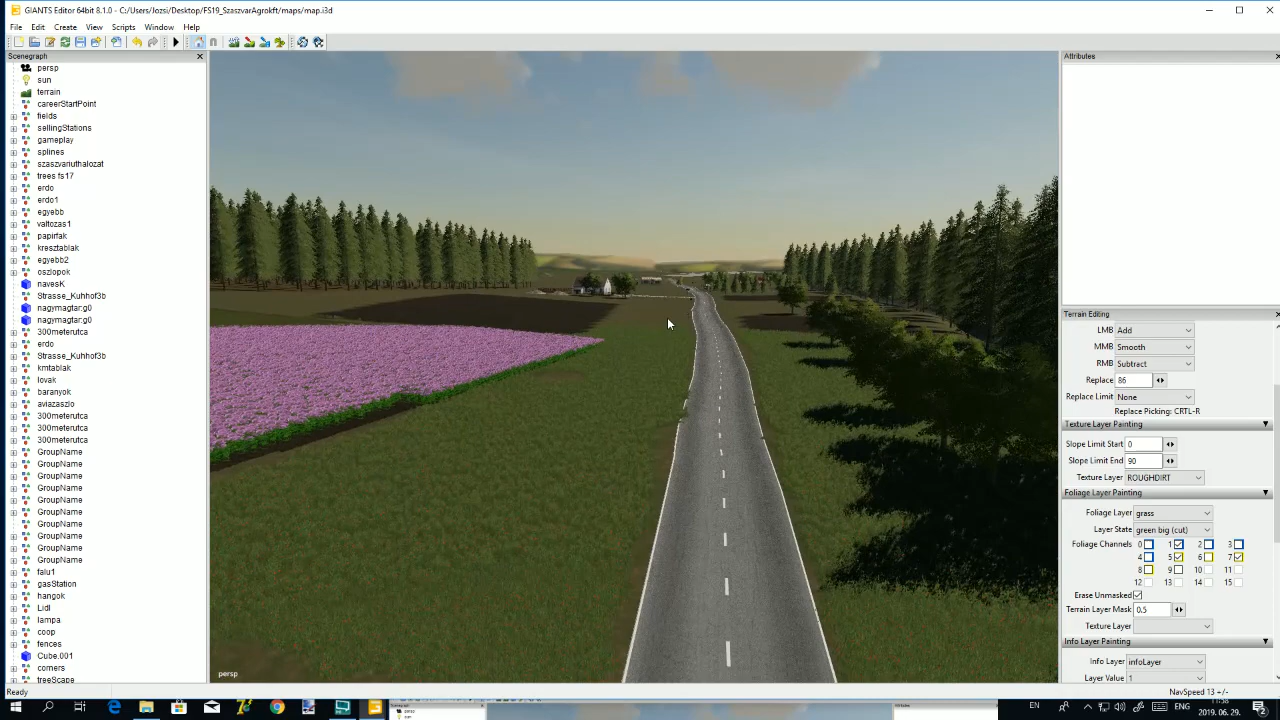 GIANTS Editor 64bit 8.1.0 - C:/Users/Jozsi/Desktop/FS19_SzaszvarAgrokft/maps/map.i3d
File Edit Create View Scripts Window Help
Scenegraph
persp
sun
terrain
careerStartPoint
fields
sellingStations
gameplay
splines
szaszvariuthalozat
trees fs17
erdo
erdo1
egyebb
valtozas1
papirfak
kresztablak
egyebb2
oszlopok
navesK
Strasse_Kuhhof3b
nagymagtar:g0
nagymagtar:g0
300meterutca
erdo
Strasse_Kuhhof3b
kmtablak
lovak
baranyok
aviazaszlo
300meterutca
300meterutca
300meterutca
GroupName
GroupName
GroupName
GroupName
GroupName
GroupName
GroupName
GroupName
GroupName
GroupName
falu1
gasStation
hangok
Lidl
lampa
coop
fences
Cube.001
corners
treeScape
persp
Attributes
Terrain Editing
LMB Add
MMB Smooth
RMB Subtract
Replace 86
Replace Limit None
Replace Picking: CRTL-R
Texture Layer Painting
Slope Limit Start 0
Slope Limit End 90
Texture Layer ROUGHDIRT
Foliage Layer Painting
Foliage Layer grass
Layer State green big (cut)
Foliage Channels 0 1 2 3
4 5 6 7
8 9 10 11
12 13 14 15
Erase Unmasked
Terrain Layer Mask 0,5
Texture Layer
Info Layer Painting
Info Layer infoLayer
Layer Value 1
Ready
NavSpeed 13 +/-
ENG
11:58
2019. 06. 29.